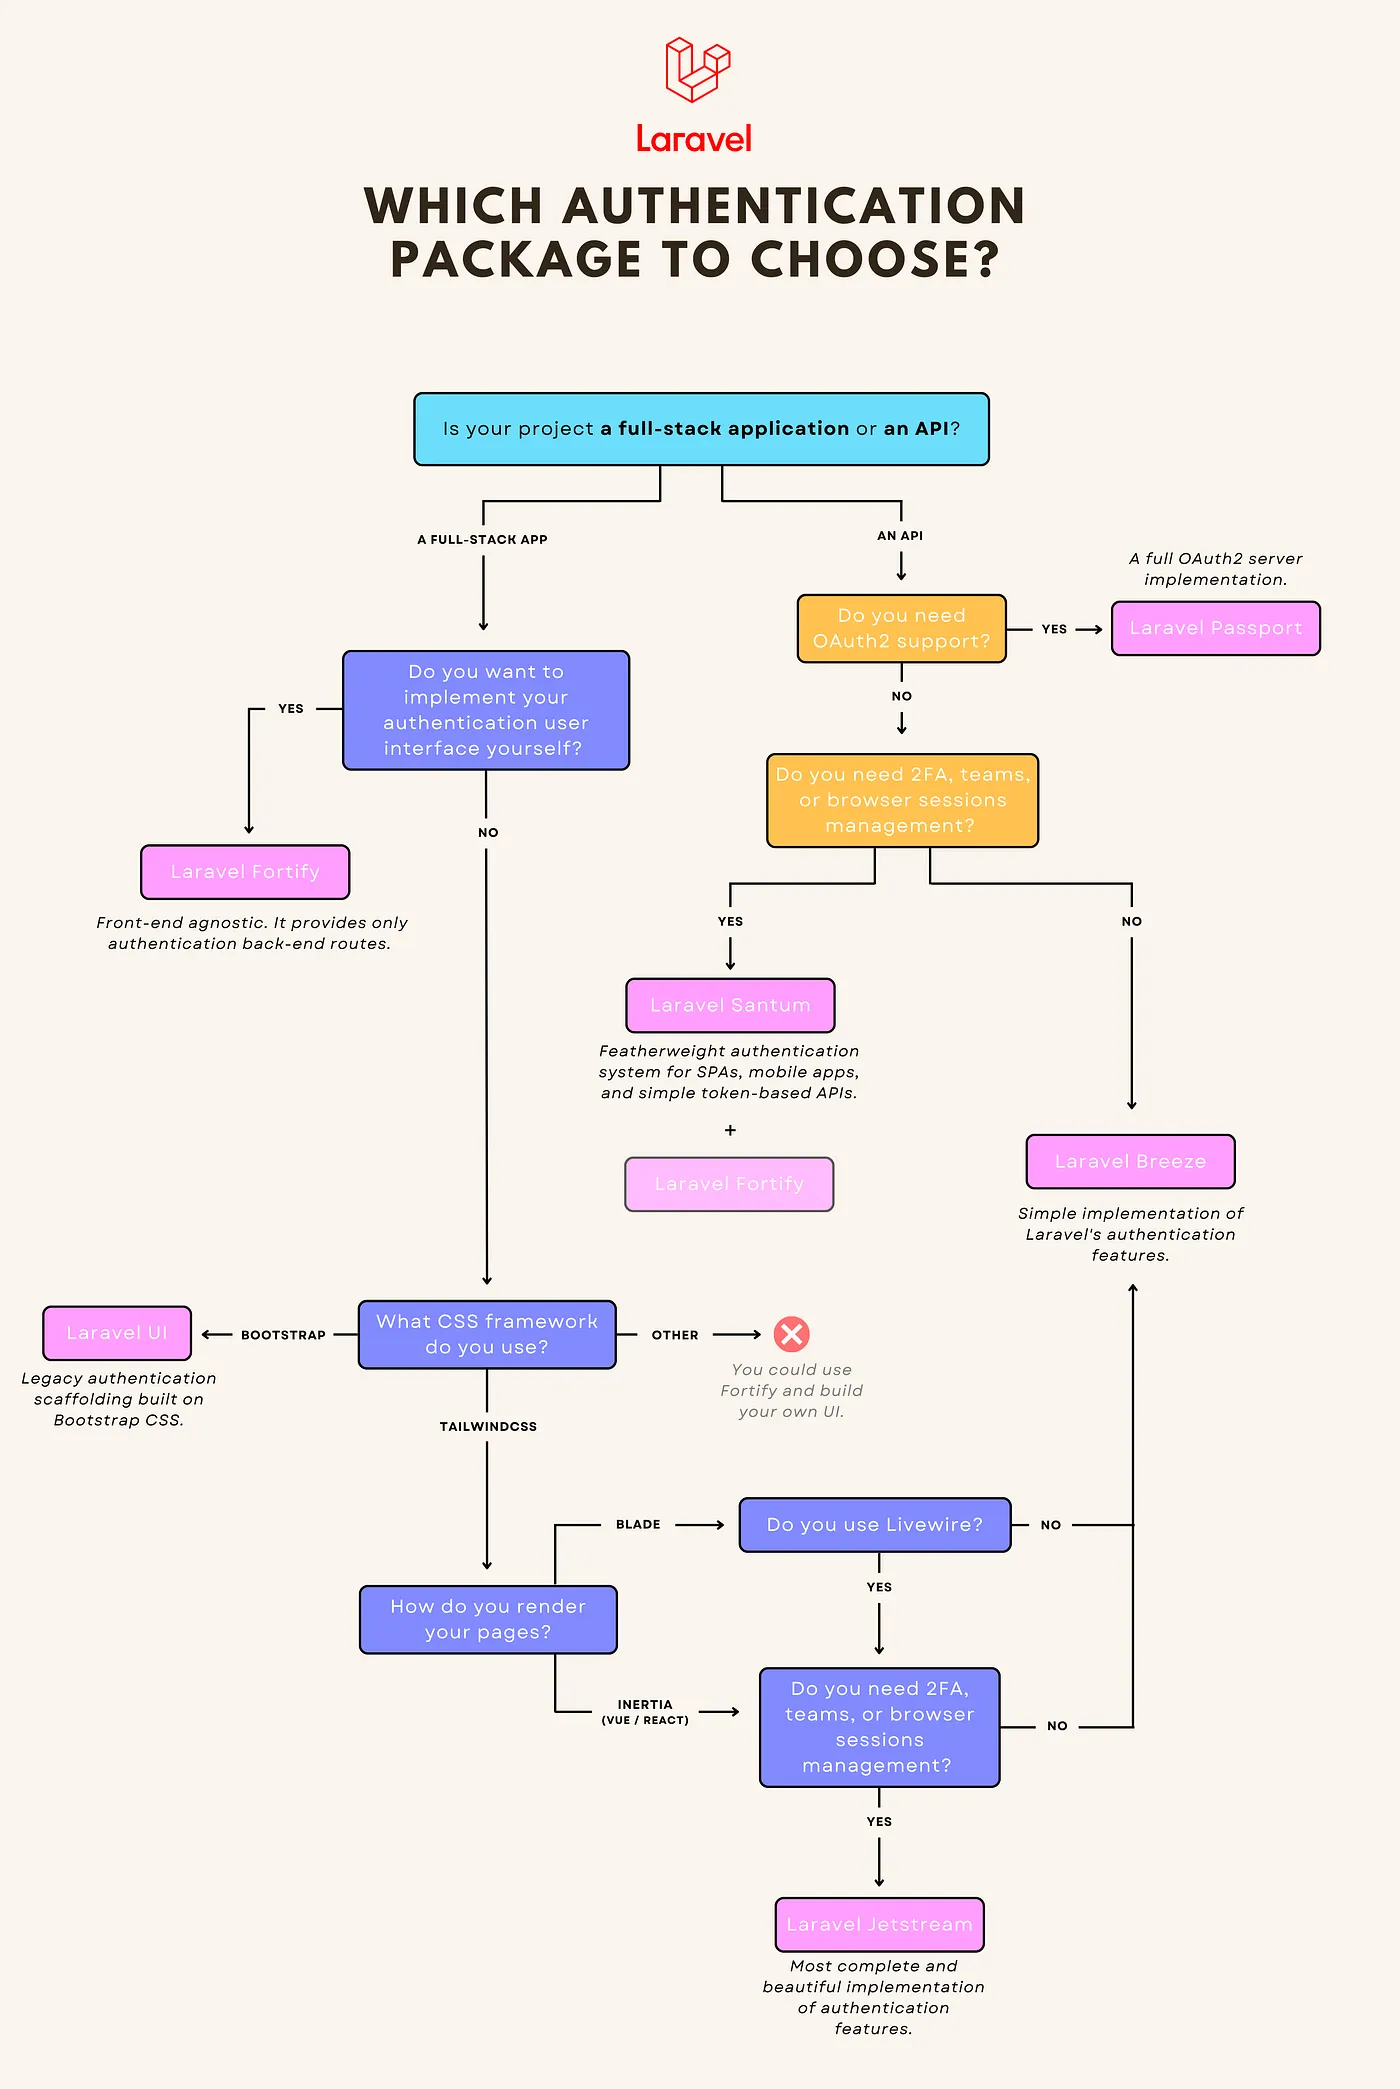 Laravel
WHICH AUTHENTICATION
PACKAGE TO CHOOSE?
Is your project a full-stack application or an API?
A FULL-STACK APP
AN API
A full OAuth2 server
implementation.
Do you need
OAuth2 support?
YES
Laravel Passport
NO
Do you want to
implement your
authentication user
interface yourself?
YES
NO
Laravel Fortify
Front-end agnostic. It provides only
authentication back-end routes.
Do you need 2FA, teams,
or browser sessions
management?
YES
NO
Laravel Santum
Featherweight authentication
system for SPAs, mobile apps,
and simple token-based APIs.
+
Laravel Fortify
Laravel Breeze
Simple implementation of
Laravel's authentication
features.
What CSS framework
do you use?
BOOTSTRAP
Laravel UI
Legacy authentication
scaffolding built on
Bootstrap CSS.
OTHER
You could use
Fortify and build
your own UI.
TAILWINDCSS
How do you render
your pages?
BLADE
Do you use Livewire?
NO
YES
INERTIA
(VUE / REACT)
Do you need 2FA,
teams, or browser
sessions
management?
NO
YES
Laravel Jetstream
Most complete and
beautiful implementation
of authentication
features.